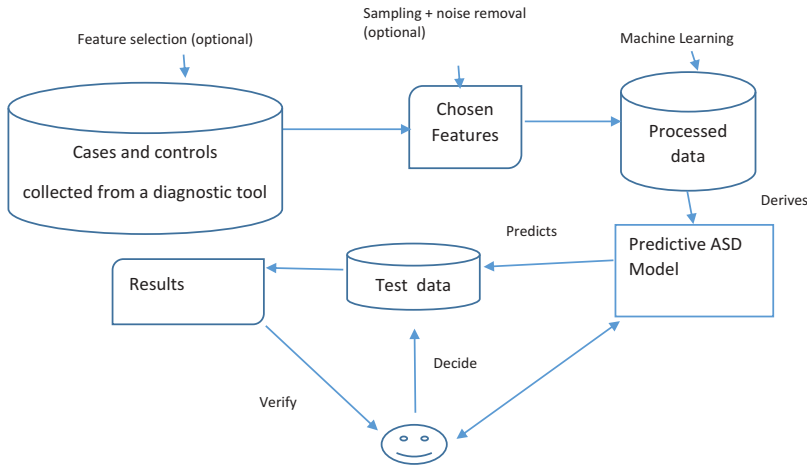 Sampling + noise removal
(optional)
Feature selection (optional)
Machine Learning
Cases and controls
collected from a diagnostic tool
Chosen
Features
Processed
data
Derives
Predicts
Predictive ASD
Model
Test data
Results
Decide
Verify